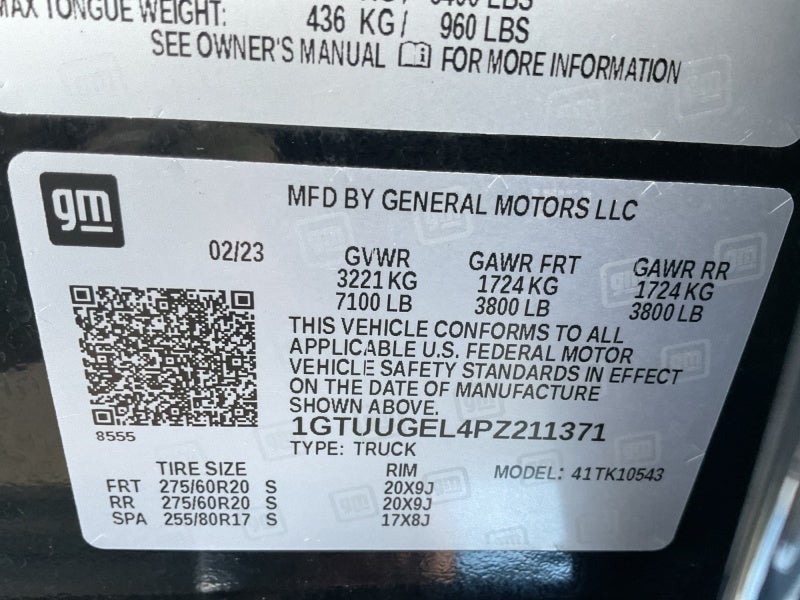 MAX TONGUE WEIGHT: 436 KG/ 960 LBS
SEE OWNER'S MANUAL FOR MORE INFORMATION
gm
MFD BY GENERAL MOTORS LLC
02/23
GVWR GAWR FRT GAWR RR
3221 KG 1724 KG 1724 KG
7100 LB 3800 LB 3800 LB
THIS VEHICLE CONFORMS TO ALL
APPLICABLE U.S. FEDERAL MOTOR
VEHICLE SAFETY STANDARDS IN EFFECT
ON THE DATE OF MANUFACTURE
SHOWN ABOVE.
8555
1GTUUGEL4PZ211371
TYPE: TRUCK
TIRE SIZE RIM MODEL: 41TK10543
FRT 275/60R20 S 20X9J
RR 275/60R20 S 20X9J
SPA 255/80R17 S 17X8J